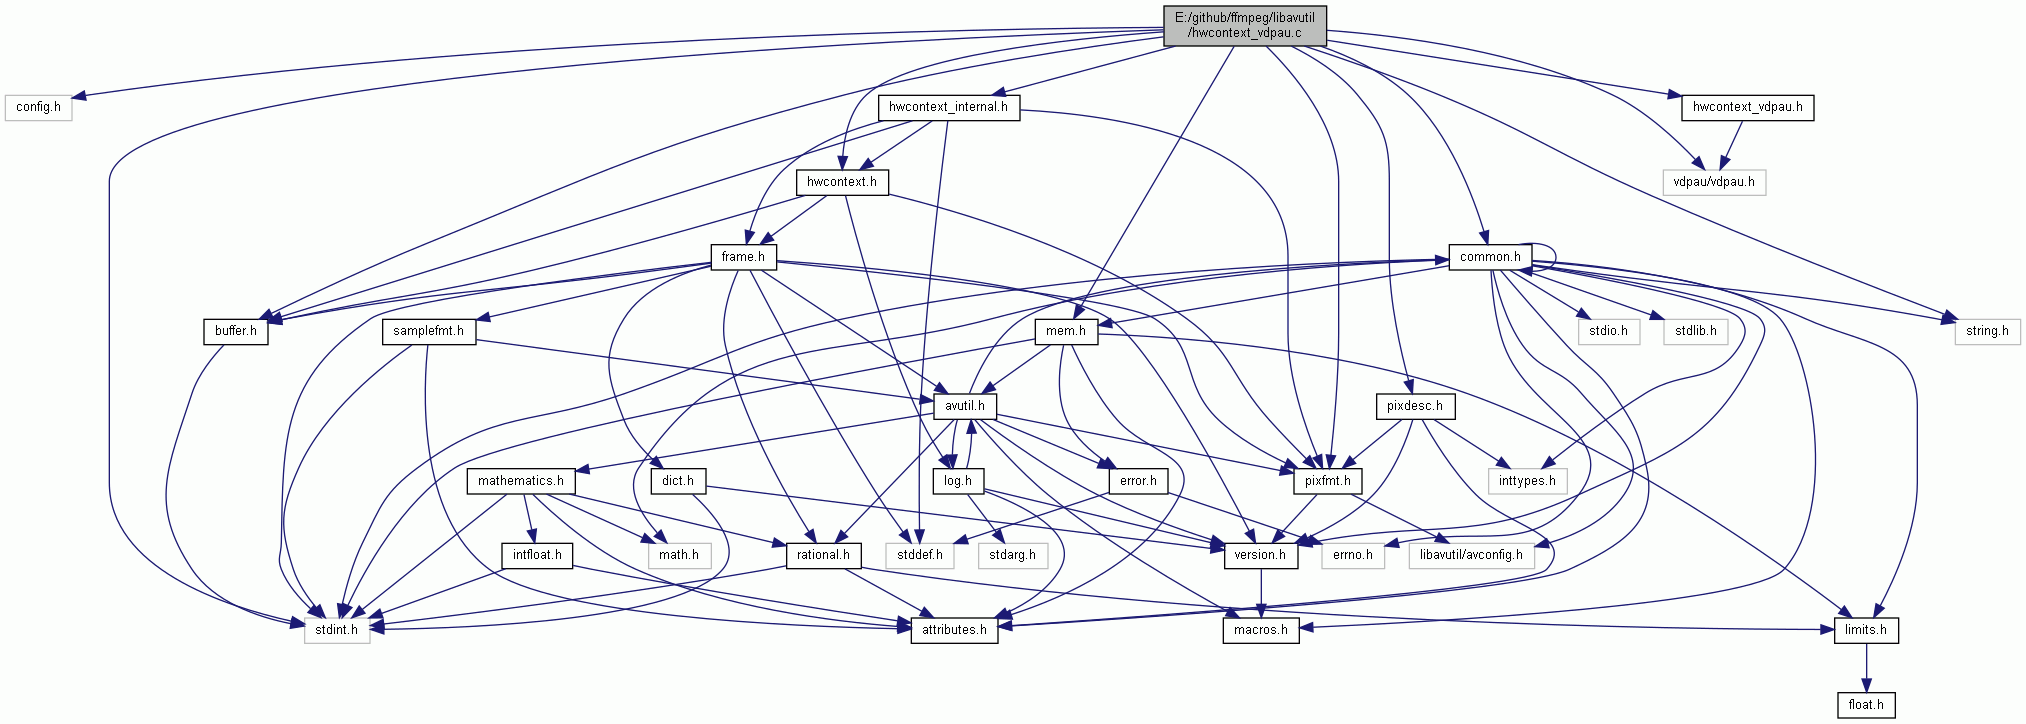 E:/github/ffmpeg/libavutil
/hwcontext_vdpau.c
config.h
hwcontext_internal.h
hwcontext_vdpau.h
hwcontext.h
vdpau/vdpau.h
frame.h
common.h
buffer.h
samplefmt.h
mem.h
stdio.h
stdlib.h
string.h
avutil.h
pixdesc.h
mathematics.h
dict.h
log.h
error.h
pixfmt.h
inttypes.h
intfloat.h
math.h
rational.h
stddef.h
stdarg.h
version.h
errno.h
libavutil/avconfig.h
stdint.h
attributes.h
macros.h
limits.h
float.h